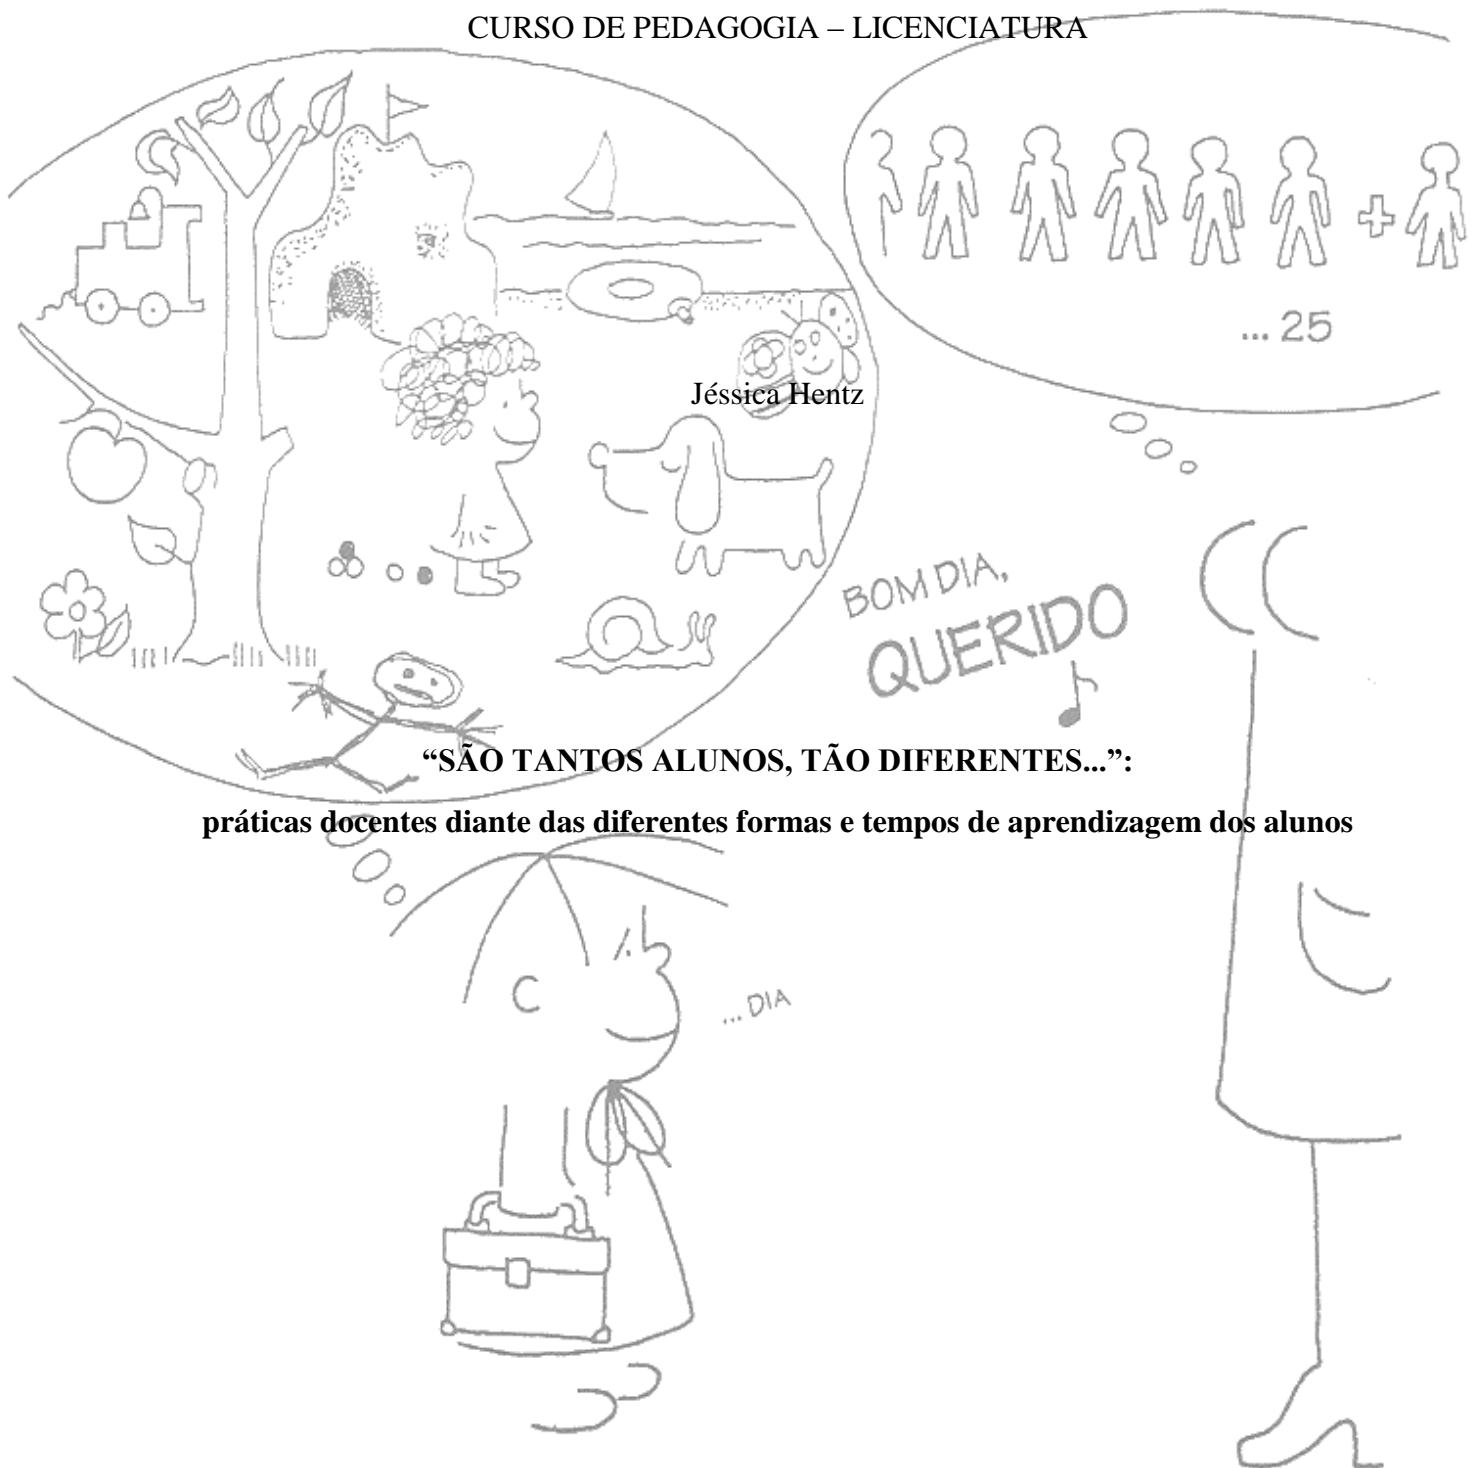 CURSO DE PEDAGOGIA – LICENCIATURA
... 25
Jéssica Hentz
BOM DIA,
QUERIDO
“SÃO TANTOS ALUNOS, TÃO DIFERENTES...”:
práticas docentes diante das diferentes formas e tempos de aprendizagem dos alunos
... DIA